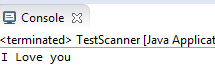 Console
<terminated> TestScanner [Java Applicat
I Love you